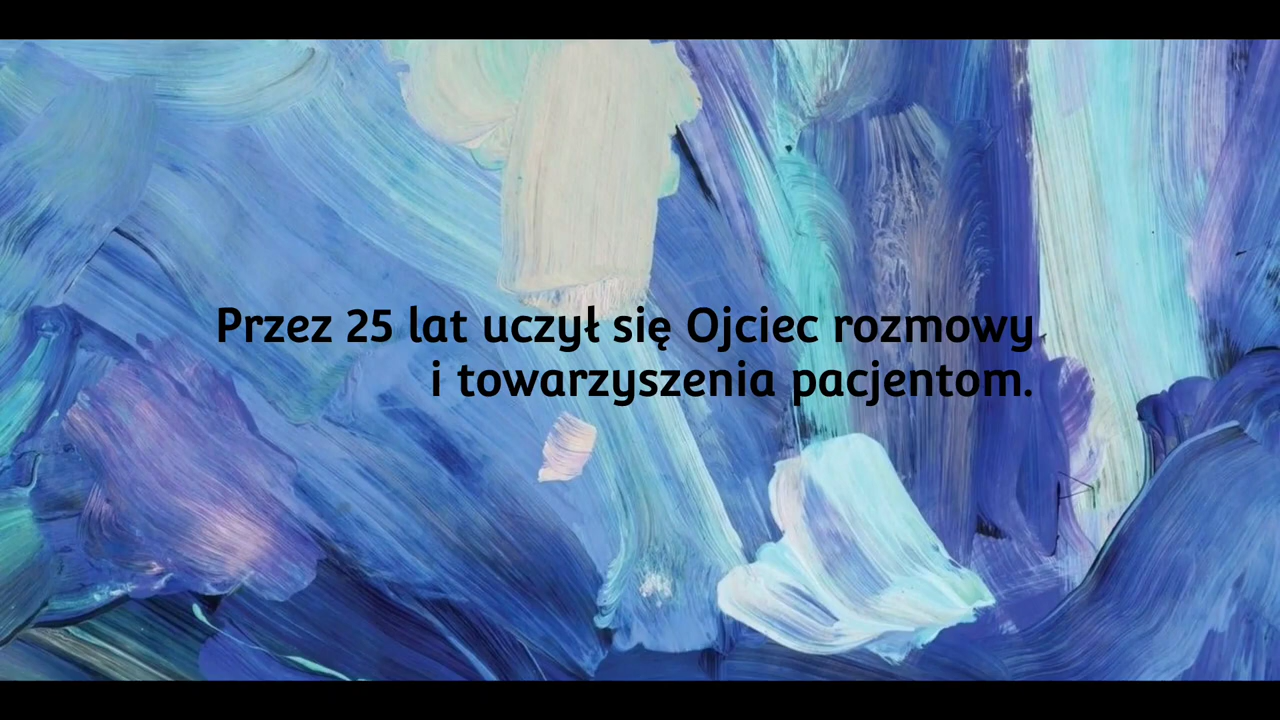 Przez 25 lat uczył się Ojciec rozmowy
i towarzyszenia pacjentom.